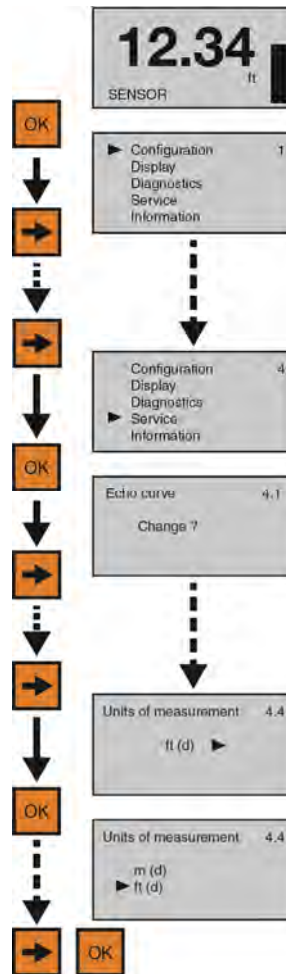 12.34
ft
SENSOR
OK
Configuration 1
Display
Diagnostics
Service
Information
Configuration 4
Display
Diagnostics
Service
Information
OK
Echo curve 4.1
Change ?
Units of measurement 4.4
ft (d)
OK
Units of measurement 4.4
m (d)
ft (d)
OK